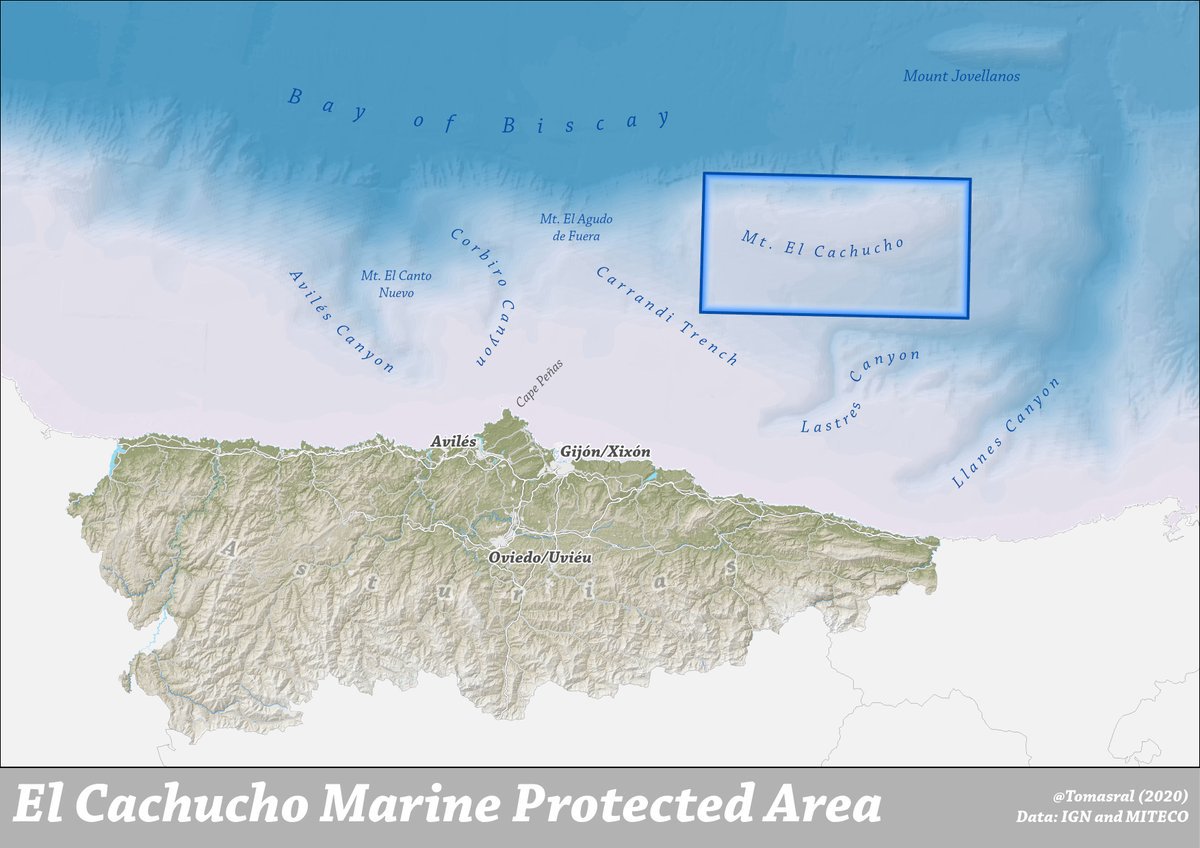 Mount Jovellanos
Bay of Biscay
Mt. El Agudo
de Fuera
Mt. El Cachucho
Corbiro Canyon
Mt. El Canto
Nuevo
Avilés Canyon
Carrandi Trench
Lastres Canyon
Llanes Canyon
Cape Peñas
Avilés
Gijón/Xixón
Oviedo/Uviéu
Asturias
El Cachucho Marine Protected Area
@Tomasral (2020)
Data: IGN and MITECO